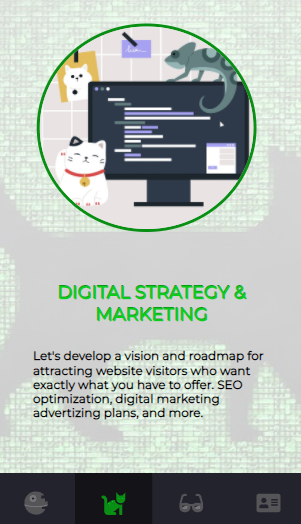 DIGITAL STRATEGY &
MARKETING
Let's develop a vision and roadmap for
attracting website visitors who want
exactly what you have to offer. SEO
optimization, digital marketing
advertizing plans, and more.